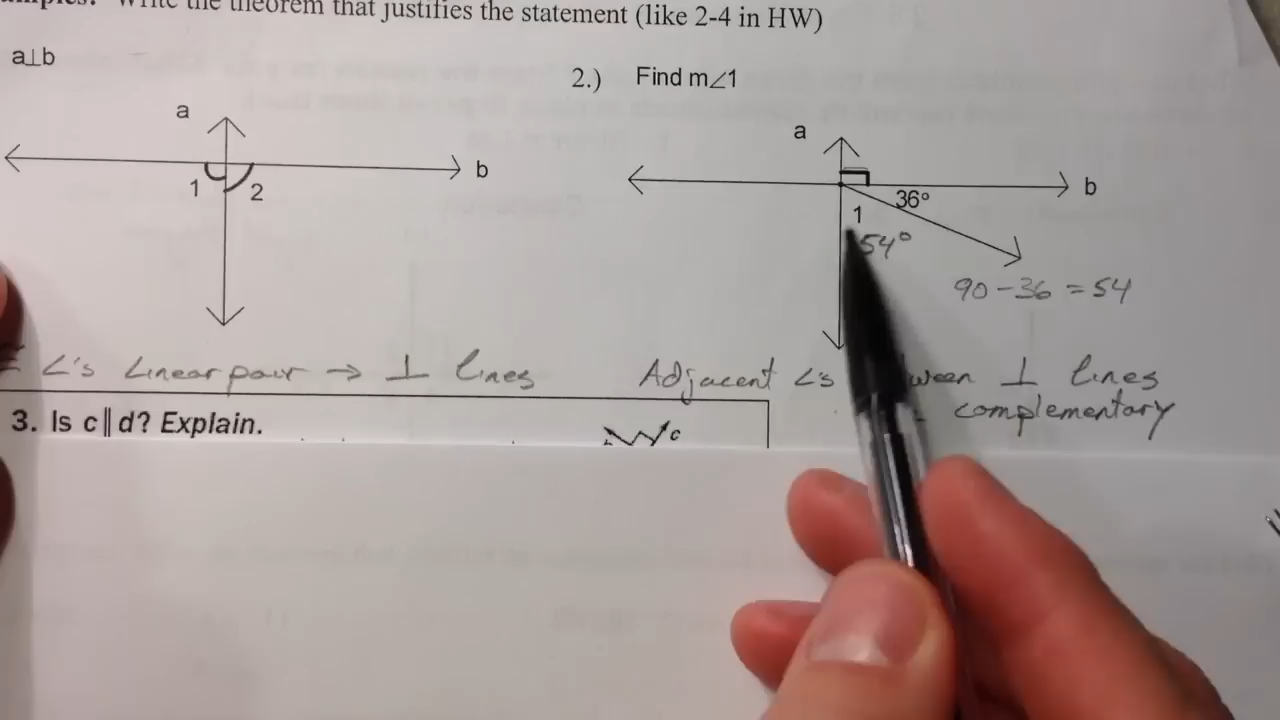 Write the theorem that justifies the statement (like 2-4 in HW)
a⊥b
a
b
1 2
2.) Find m∠1
a
b
36°
1
54°
90-36 = 54
∠'s Linear pair → ⊥ lines
Adjacent ∠'s ⊥ lines
complementary
3. Is c∥d? Explain.
c